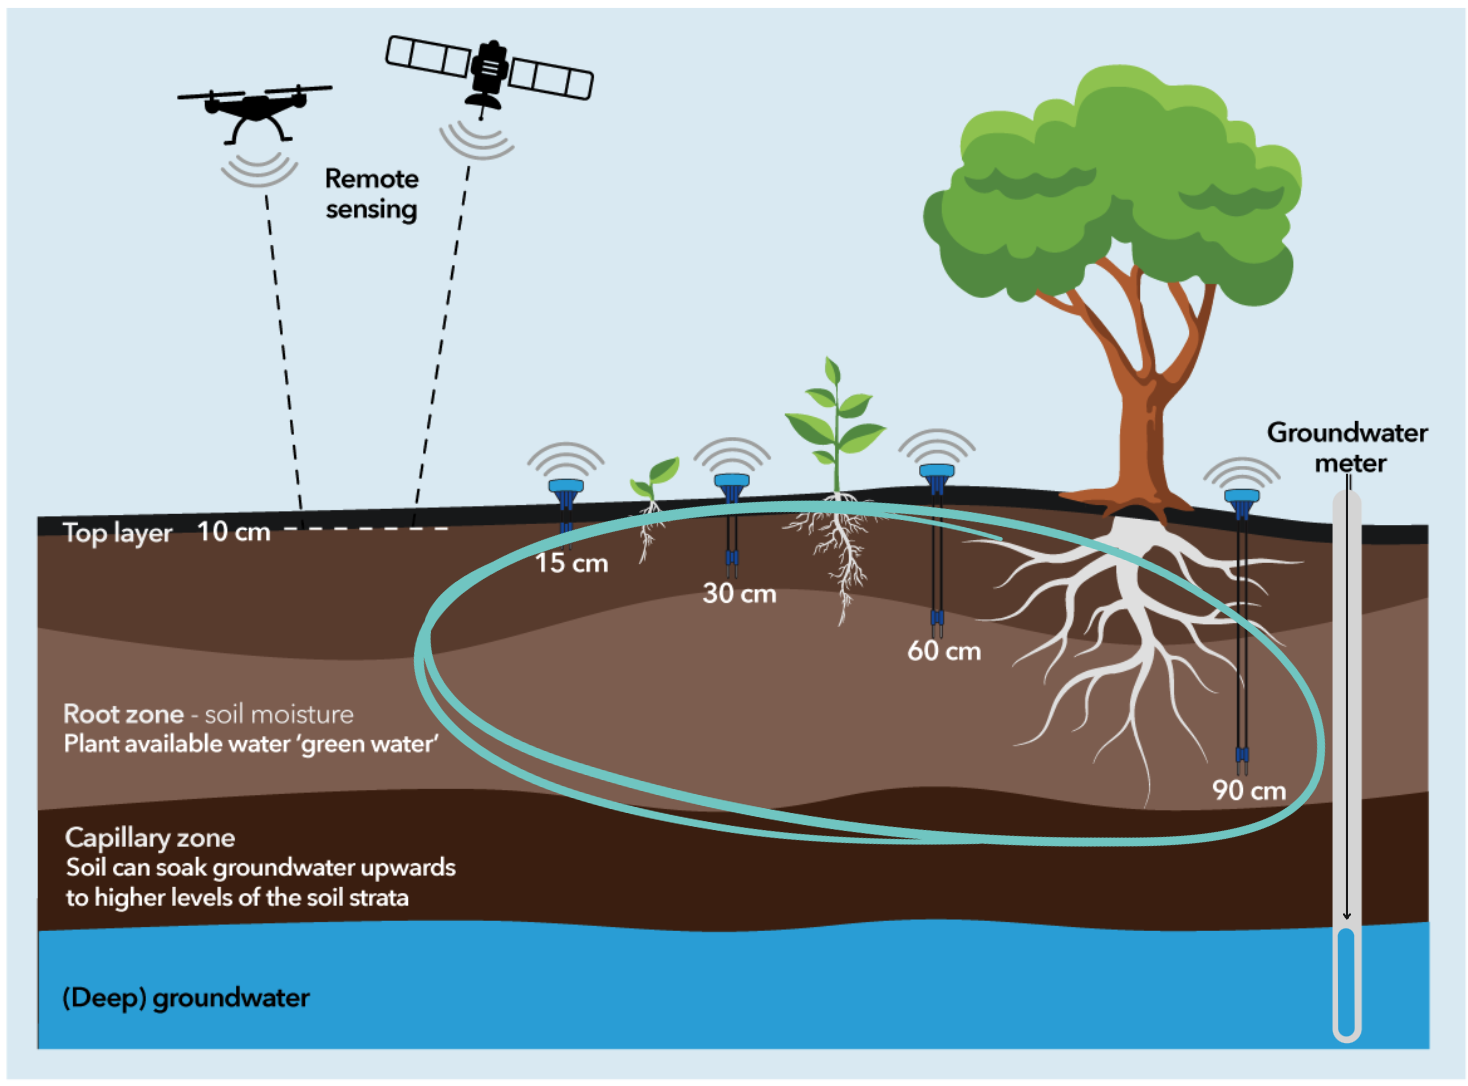 Remote
sensing
Groundwater
meter
Top layer 10 cm
15 cm
30 cm
60 cm
90 cm
Root zone - soil moisture
Plant available water ‘green water’
Capillary zone
Soil can soak groundwater upwards
to higher levels of the soil strata
(Deep) groundwater